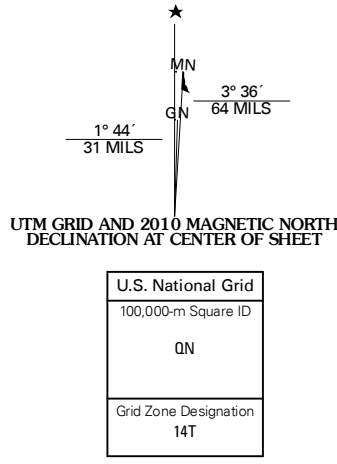 MN
3° 36´
64 MILS
GN
1° 44´
31 MILS
UTM GRID AND 2010 MAGNETIC NORTH
DECLINATION AT CENTER OF SHEET
U.S. National Grid
100,000-m Square ID
QN
Grid Zone Designation
14T